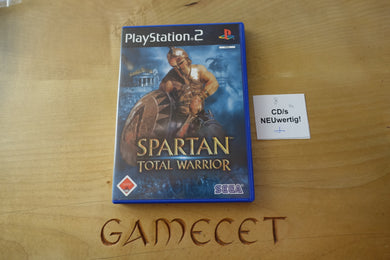 PlayStation 2
SPARTAN
TOTAL WARRIOR
SEGA
CD/s
NEUwertig!
GAMECET